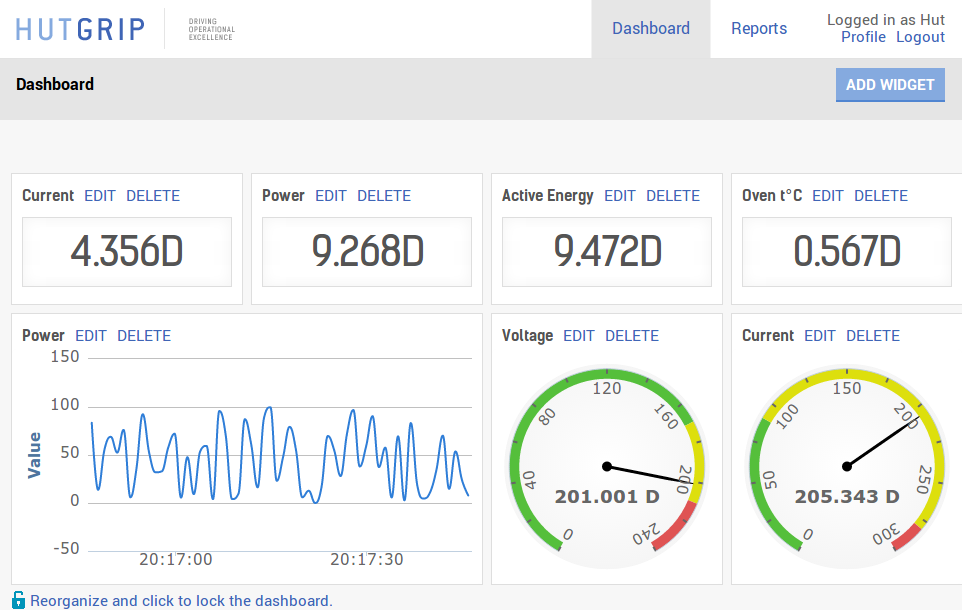 HUTGRIP
DRIVING
OPERATIONAL
EXCELLENCE
Dashboard
Reports
Logged in as Hut
Profile Logout
Dashboard
ADD WIDGET
Current EDIT DELETE
4.356D
Power EDIT DELETE
9.268D
Active Energy EDIT DELETE
9.472D
Oven t°C EDIT DELETE
0.567D
Power EDIT DELETE
Value
150
100
50
0
-50
20:17:00
20:17:30
Voltage EDIT DELETE
0
40
80
120
160
200
240
201.001 D
Current EDIT DELETE
0
50
100
150
200
250
300
205.343 D
Reorganize and click to lock the dashboard.